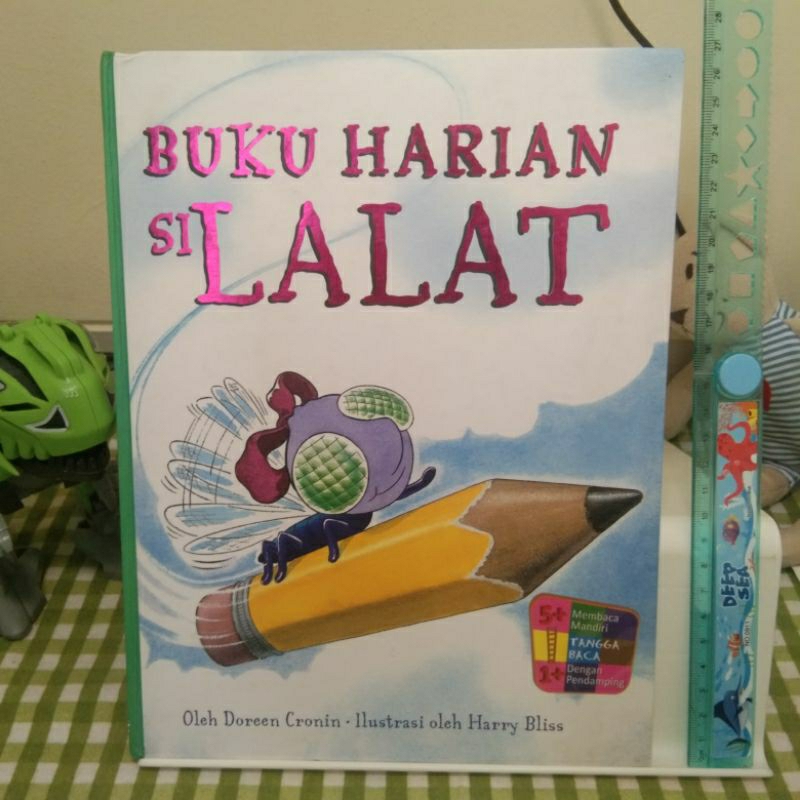 BUKU HARIAN
SI LALAT
5+ Membaca
Mandiri
TANGGA
BACA
1+ Dengan
Pendamping
Oleh Doreen Cronin · Ilustrasi oleh Harry Bliss
DEEP
SEA